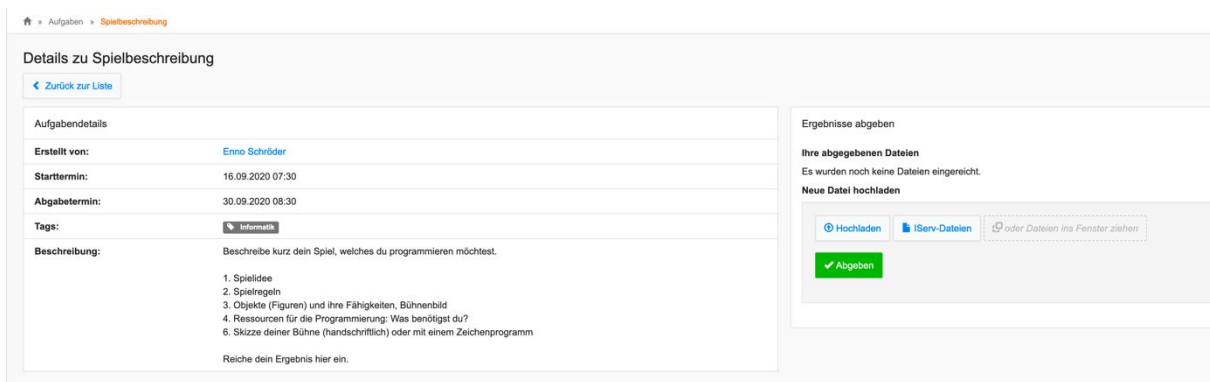 » Aufgaben » Spielbeschreibung
Details zu Spielbeschreibung
Zurück zur Liste
Aufgabendetails
Erstellt von: Enno Schröder
Starttermin: 16.09.2020 07:30
Abgabetermin: 30.09.2020 08:30
Tags: Informatik
Beschreibung: Beschreibe kurz dein Spiel, welches du programmieren möchtest.
1. Spielidee
2. Spielregeln
3. Objekte (Figuren) und ihre Fähigkeiten, Bühnenbild
4. Ressourcen für die Programmierung: Was benötigst du?
6. Skizze deiner Bühne (handschriftlich) oder mit einem Zeichenprogramm
Reiche dein Ergebnis hier ein.
Ergebnisse abgeben
Ihre abgegebenen Dateien
Es wurden noch keine Dateien eingereicht.
Neue Datei hochladen
Hochladen IServ-Dateien oder Dateien ins Fenster ziehen
Abgeben